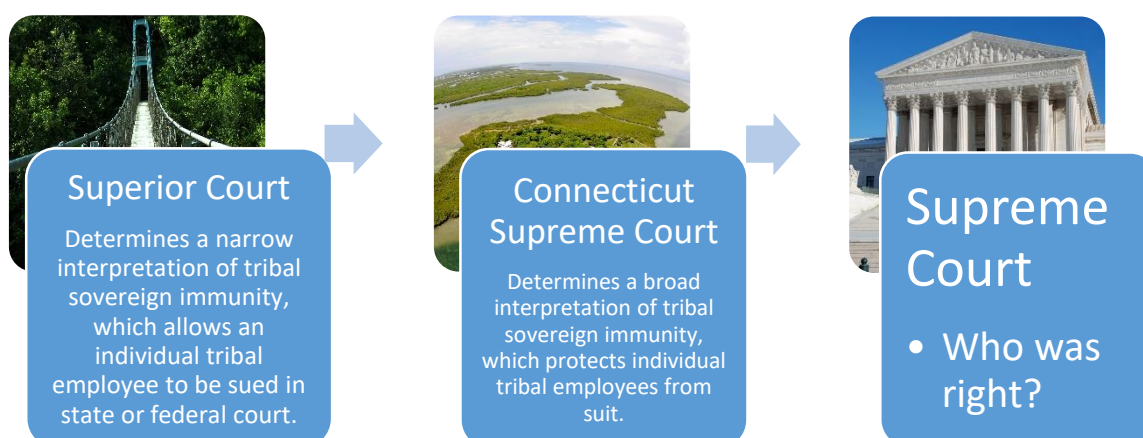 Superior Court
Determines a narrow
interpretation of tribal
sovereign immunity,
which allows an
individual tribal
employee to be sued in
state or federal court.
Connecticut
Supreme Court
Determines a broad
interpretation of tribal
sovereign immunity,
which protects individual
tribal employees from
suit.
Supreme
Court
• Who was
right?